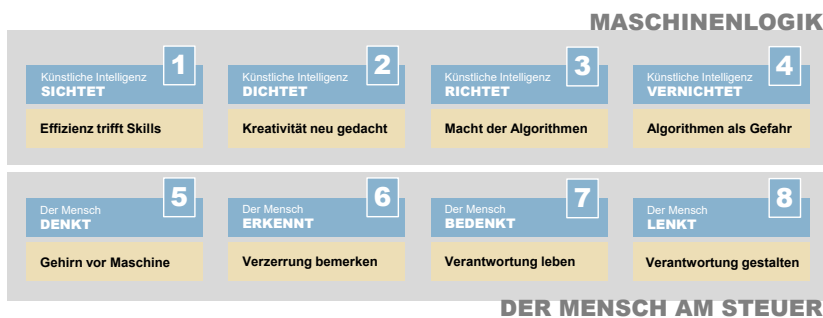 MASCHINENLOGIK
1
Künstliche Intelligenz
SICHTET
Effizienz trifft Skills
2
Künstliche Intelligenz
DICHTET
Kreativität neu gedacht
3
Künstliche Intelligenz
RICHTET
Macht der Algorithmen
4
Künstliche Intelligenz
VERNICHTET
Algorithmen als Gefahr
5
Der Mensch
DENKT
Gehirn vor Maschine
6
Der Mensch
ERKENNT
Verzerrung bemerken
7
Der Mensch
BEDENKT
Verantwortung leben
8
Der Mensch
LENKT
Verantwortung gestalten
DER MENSCH AM STEUER